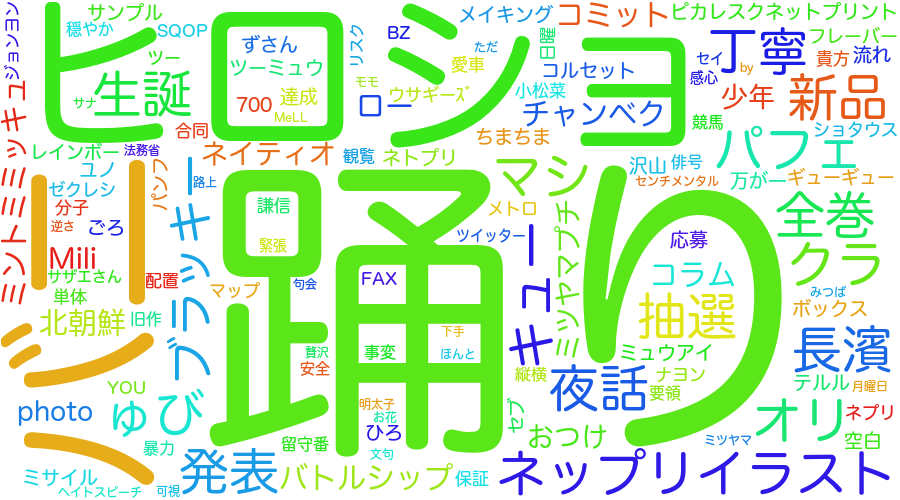 サンプル
穏やか
SQOP
ツー
ずさん
ツーミュウ
リスク
BZ
メイキング
ただ
日曜
コミット
ピカレスクネットプリント
丁寧
フレーバー
セイ
by
貴方
流れ
感心
ヒロショ
生誕
サナ
700
達成
モモ
MeLL
ロー
愛車
ウサギーズ
コルセット
小松菜
チャンベク
少年
新品
競馬
ショタウス
ジョンヨン
ミントミミッキュ
合同
法務省
レインボー
ユノ
ゼクレシ
分子
逆さ
ごろ
Mili
サザエさん
単体
パンフ
路上
ネイティオ
観覧
ネトプリ
ちまちま
パフェ
マシ
沢山
俳号
センチメンタル
万が一
ギューギュー
メトロ
全巻
謙信
緊張
踊り
ツイッター
応募
クラ
FAX
コラム
みつば
ボックス
配置
マップ
句会
ブラッキー
北朝鮮
旧作
キュー
ミツヤマプチ
抽選
ミュウアイ
長濱
贅沢
安全
事変
下手
ほんと
縦横
夜話
ナヨン
要領
テルル
月曜日
YOU
photo
ゅび
明太子
お花
ひろ
文句
セブ
おつけ
ミツヤマ
オリ
ネプリ
空白
暴力
発表
留守番
バトルシップ
保証
ネップリイラスト
ミサイル
ヘイトスピーチ
可視